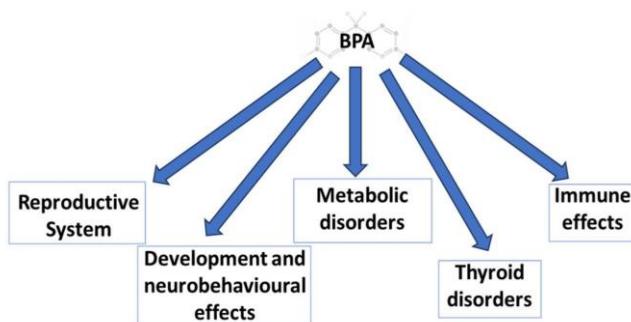 BPA
Reproductive
System
Development and
neurobehavioural
effects
Metabolic
disorders
Thyroid
disorders
Immune
effects